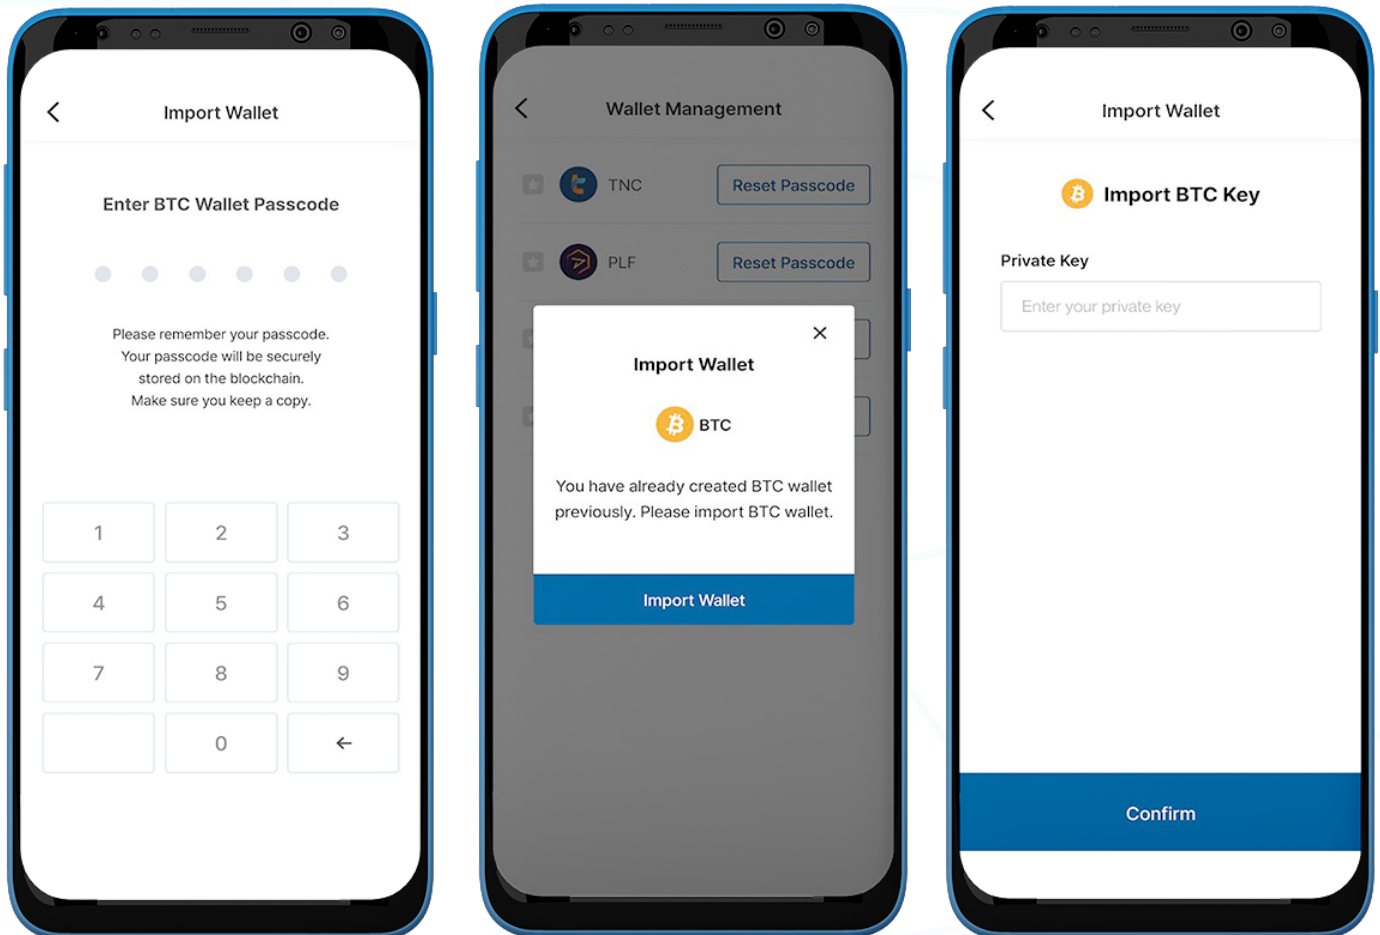 Import Wallet
Enter BTC Wallet Passcode
Please remember your passcode.
Your passcode will be securely
stored on the blockchain.
Make sure you keep a copy.
1 2 3
4 5 6
7 8 9
0 ←
Wallet Management
TNC Reset Passcode
PLF Reset Passcode
Import Wallet
BTC
You have already created BTC wallet
previously. Please import BTC wallet.
Import Wallet
Import Wallet
Import BTC Key
Private Key
Enter your private key
Confirm